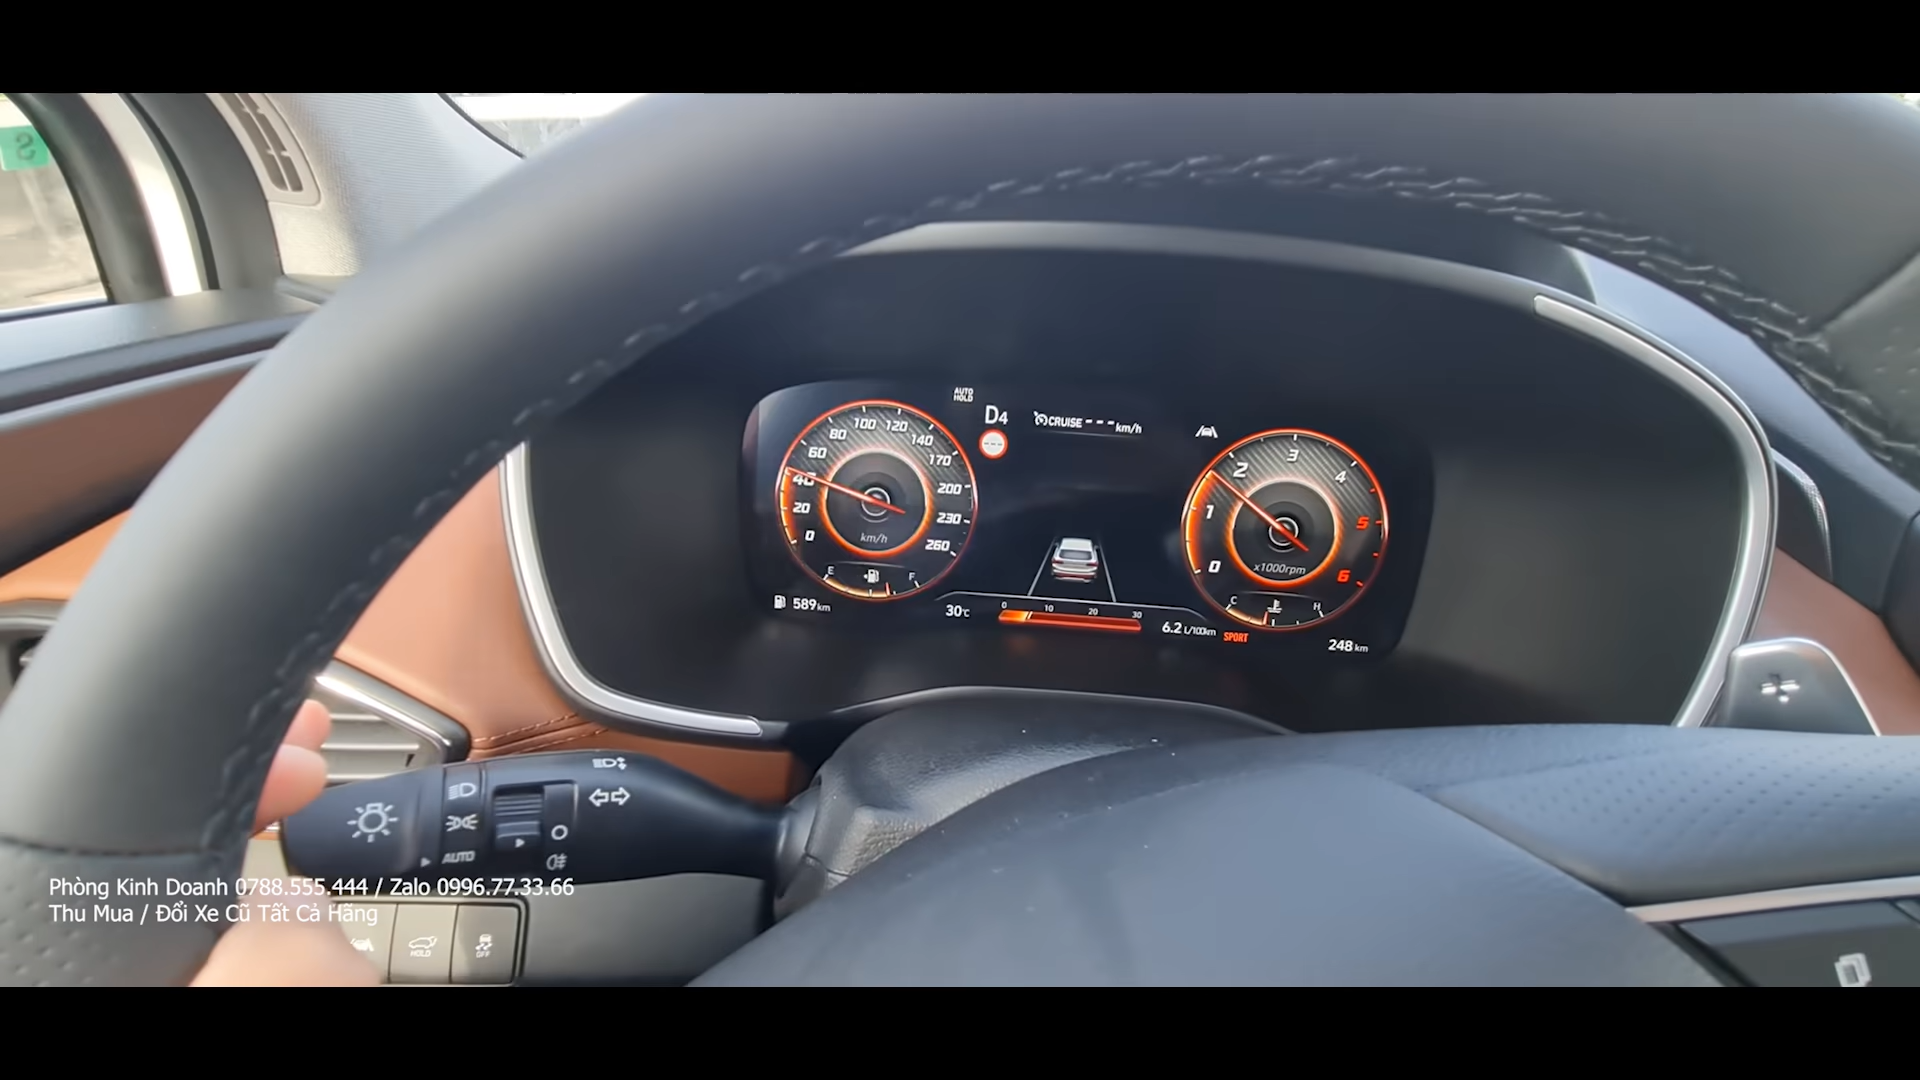 AUTO
HOLD
D4
CRUISE --- km/h
0
20
40
60
80
100
120
140
170
200
230
260
km/h
E
F
589 km
30°C
0 10 20 30
6.2 L/100km
0
1
2
3
4
5
6
x1000rpm
C
H
SPORT
248 km
AUTO
O
HOLD
OFF
Phòng Kinh Doanh 0788.555.444 / Zalo 0996.77.33.66
Thu Mua / Đổi Xe Cũ Tất Cả Hãng